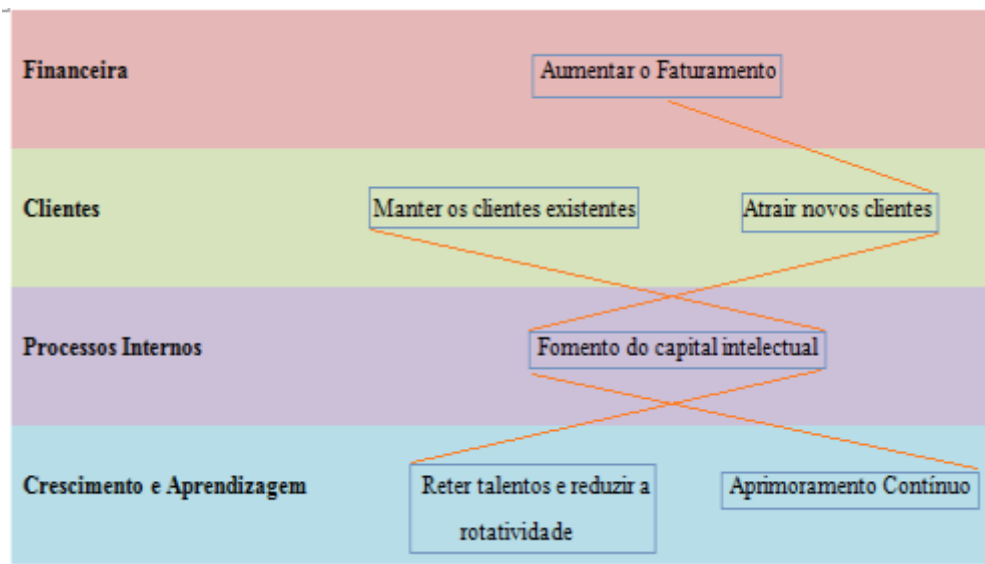 Financeira
Aumentar o Faturamento
Clientes
Manter os clientes existentes
Atrair novos clientes
Processos Internos
Fomento do capital intelectual
Crescimento e Aprendizagem
Reter talentos e reduzir a
rotatividade
Aprimoramento Contínuo